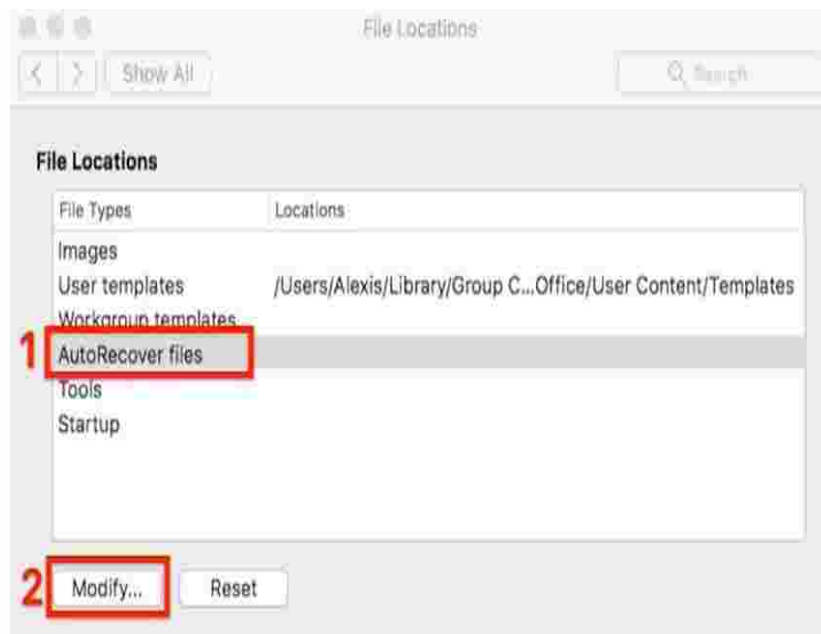 File Locations
Show All
Search
File Locations
File Types Locations
Images
User templates /Users/Alexis/Library/Group C...Office/User Content/Templates
Workgroup templates
1 AutoRecover files
Tools
Startup
2 Modify... Reset